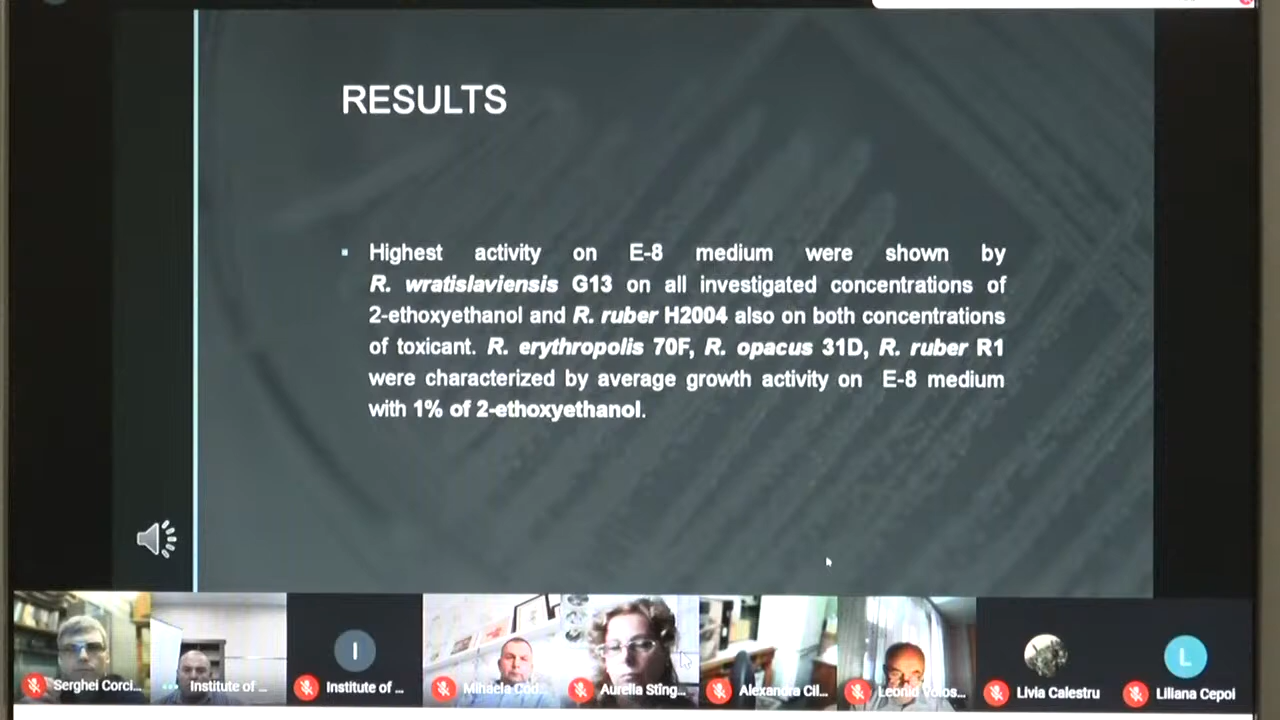 RESULTS
Highest activity on E-8 medium were shown by
R. wratislaviensis G13 on all investigated concentrations of
2-ethoxyethanol and R. ruber H2004 also on both concentrations
of toxicant. R. erythropolis 70F, R. opacus 31D, R. ruber R1
were characterized by average growth activity on E-8 medium
with 1% of 2-ethoxyethanol.
I
L
Serghei Corci...
Institute of ...
Institute of ...
Mihaela Cod...
Aurelia Sting...
Alexandra Cil...
Leonid Volos...
Livia Calestru
Liliana Cepoi